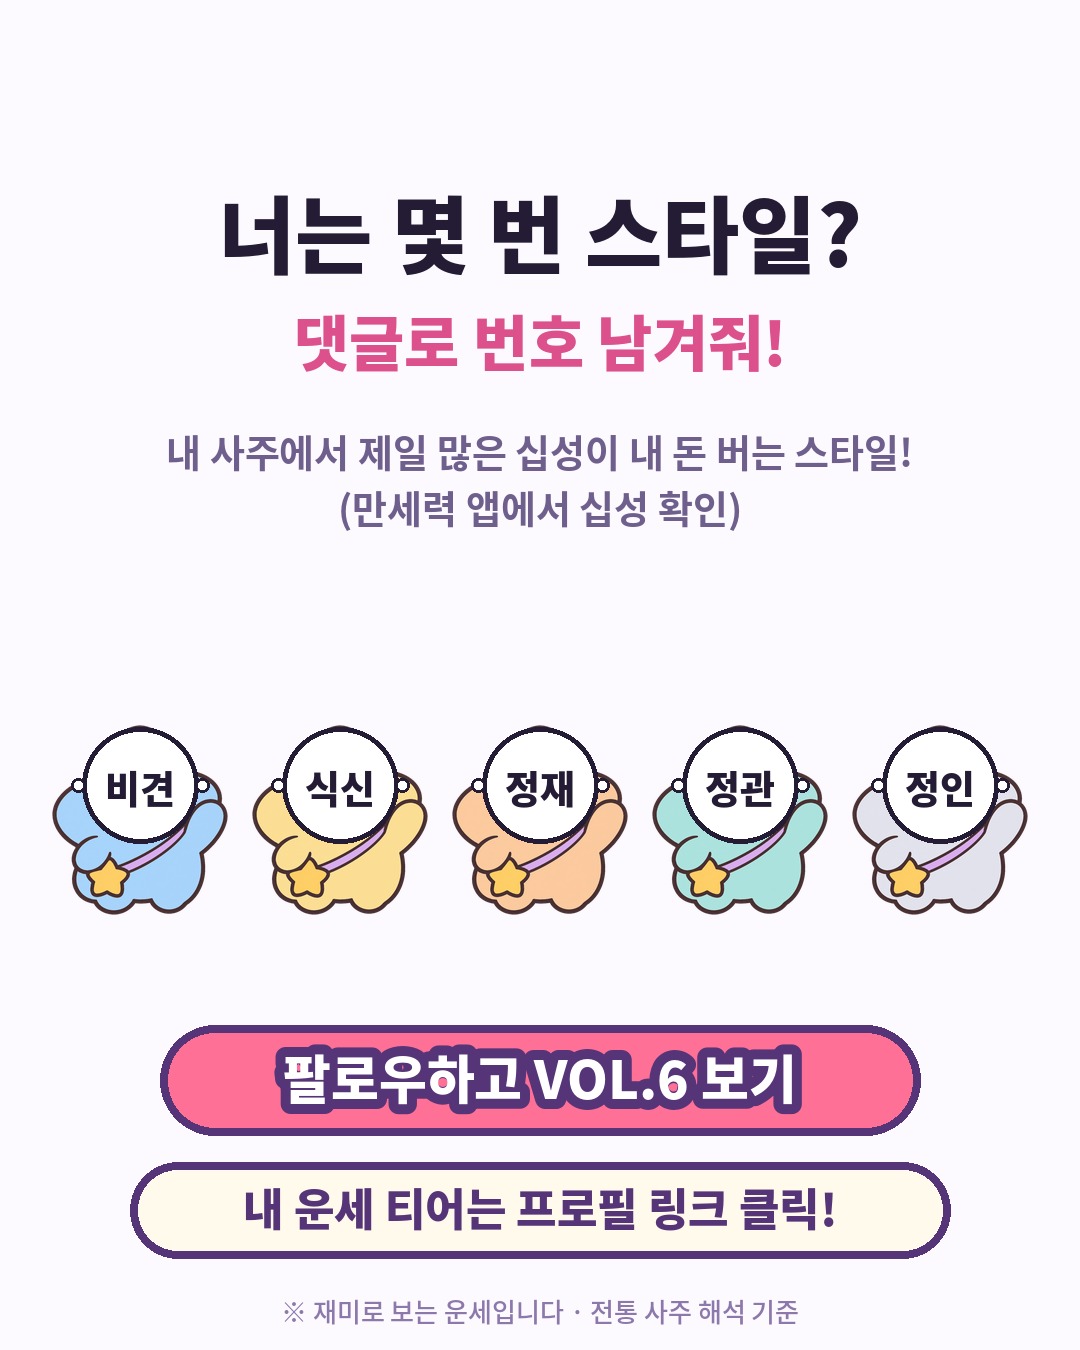 너는 몇 번 스타일?
댓글로 번호 남겨줘!
내 사주에서 제일 많은 십성이 내 돈 버는 스타일!
(만세력 앱에서 십성 확인)
비견 식신 정재 정관 정인
팔로우하고 VOL.6 보기
내 운세 티어는 프로필 링크 클릭!
※ 재미로 보는 운세입니다 · 전통 사주 해석 기준